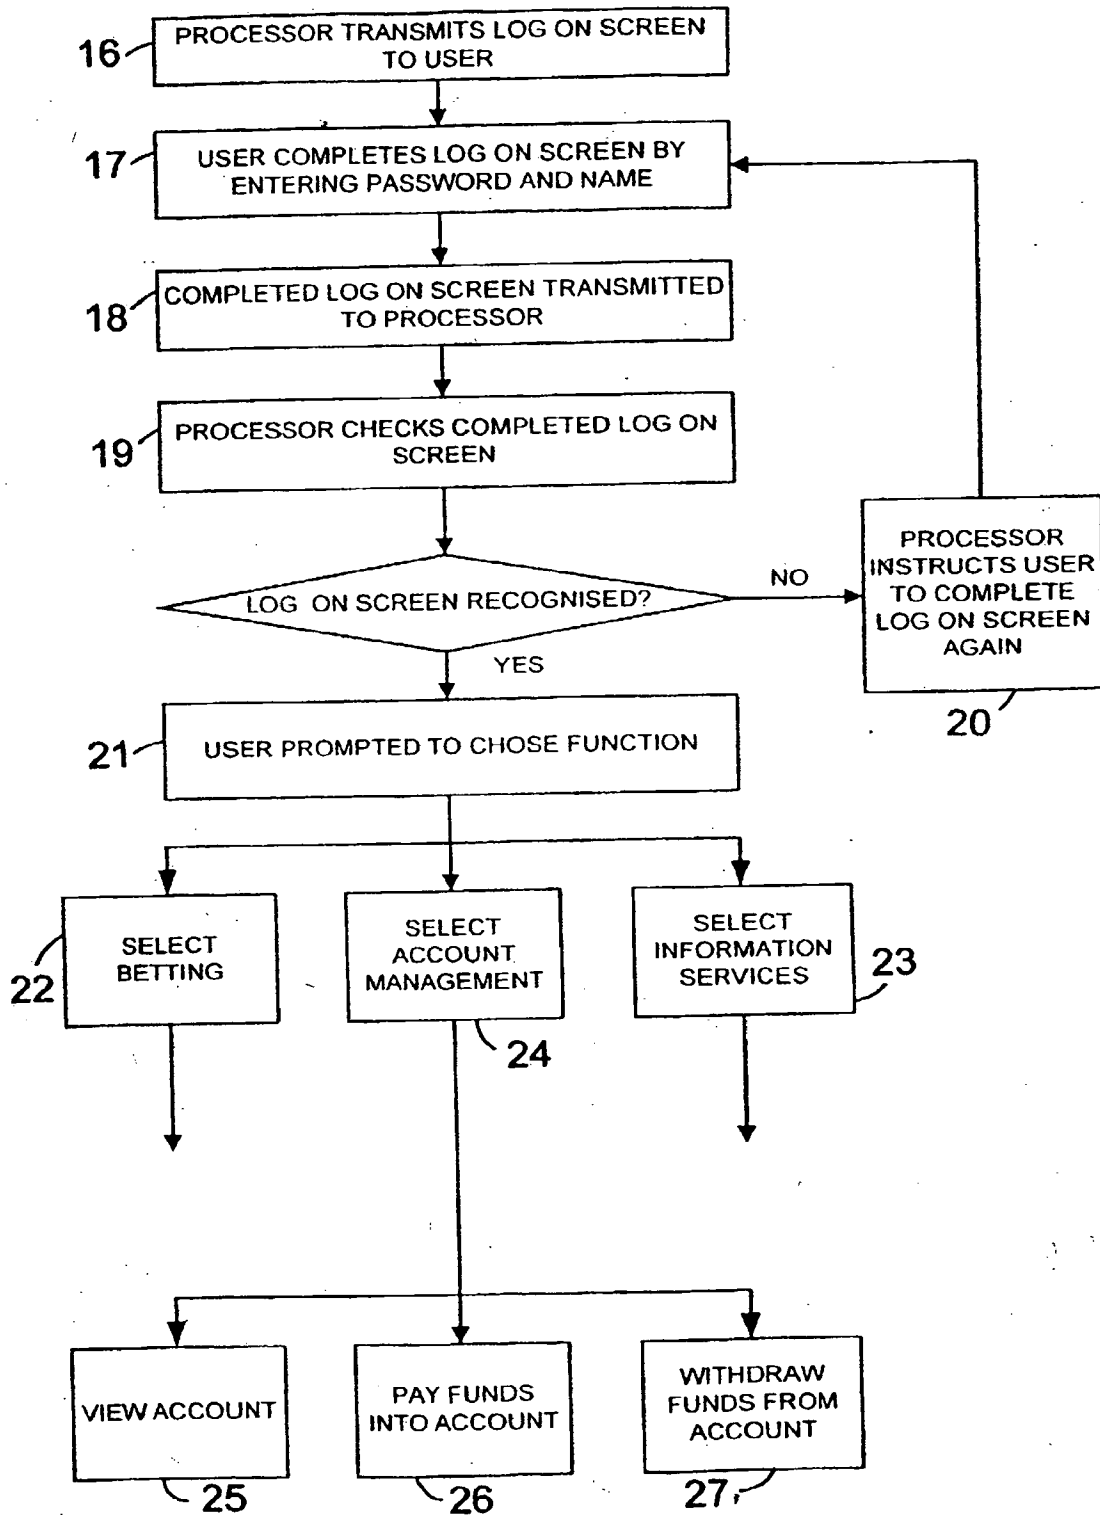 16
PROCESSOR TRANSMITS LOG ON SCREEN
TO USER
17
USER COMPLETES LOG ON SCREEN BY
ENTERING PASSWORD AND NAME
18
COMPLETED LOG ON SCREEN TRANSMITTED
TO PROCESSOR
19
PROCESSOR CHECKS COMPLETED LOG ON
SCREEN
LOG ON SCREEN RECOGNISED?
NO
PROCESSOR
INSTRUCTS USER
TO COMPLETE
LOG ON SCREEN
AGAIN
20
YES
21
USER PROMPTED TO CHOSE FUNCTION
22
SELECT
BETTING
SELECT
ACCOUNT
MANAGEMENT
24
SELECT
INFORMATION
SERVICES
23
VIEW ACCOUNT
25
PAY FUNDS
INTO ACCOUNT
26
WITHDRAW
FUNDS FROM
ACCOUNT
27